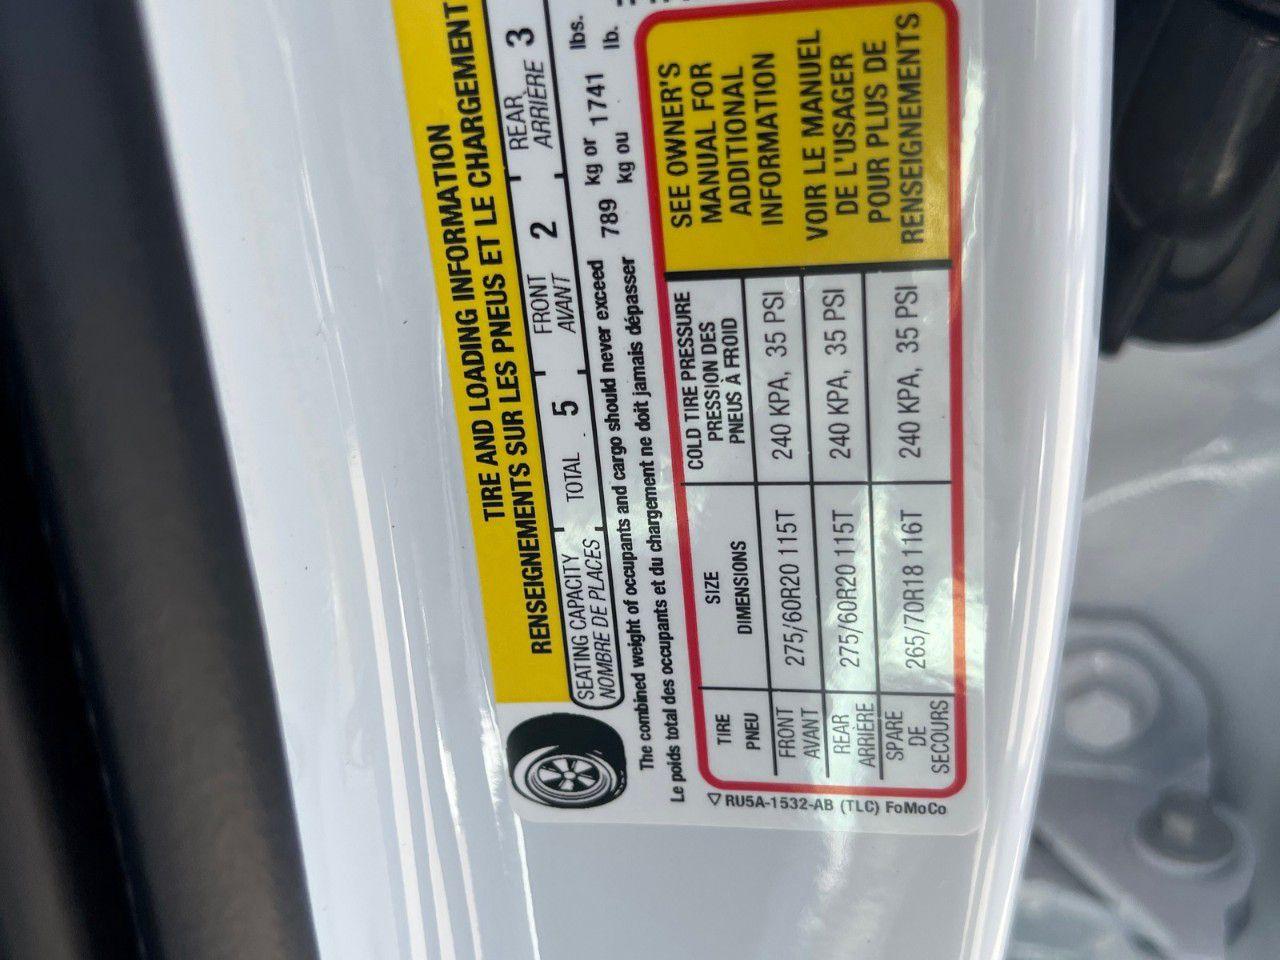 TIRE AND LOADING INFORMATION
RENSEIGNEMENTS SUR LES PNEUS ET LE CHARGEMENT
SEATING CAPACITY TOTAL 5 FRONT 2 REAR 3
NOMBRE DE PLACES AVANT ARRIÈRE
The combined weight of occupants and cargo should never exceed 789 kg or 1741 lbs.
Le poids total des occupants et du chargement ne doit jamais dépasser kg ou lb.
TIRE SIZE COLD TIRE PRESSURE
PNEU DIMENSIONS PRESSION DES
PNEUS À FROID
FRONT 275/60R20 115T 240 KPA, 35 PSI
AVANT
REAR 275/60R20 115T 240 KPA, 35 PSI
ARRIÈRE
SPARE 265/70R18 116T 240 KPA, 35 PSI
DE
SECOURS
SEE OWNER'S
MANUAL FOR
ADDITIONAL
INFORMATION
VOIR LE MANUEL
DE L'USAGER
POUR PLUS DE
RENSEIGNEMENTS
RU5A-1532-AB (TLC) FoMoCo